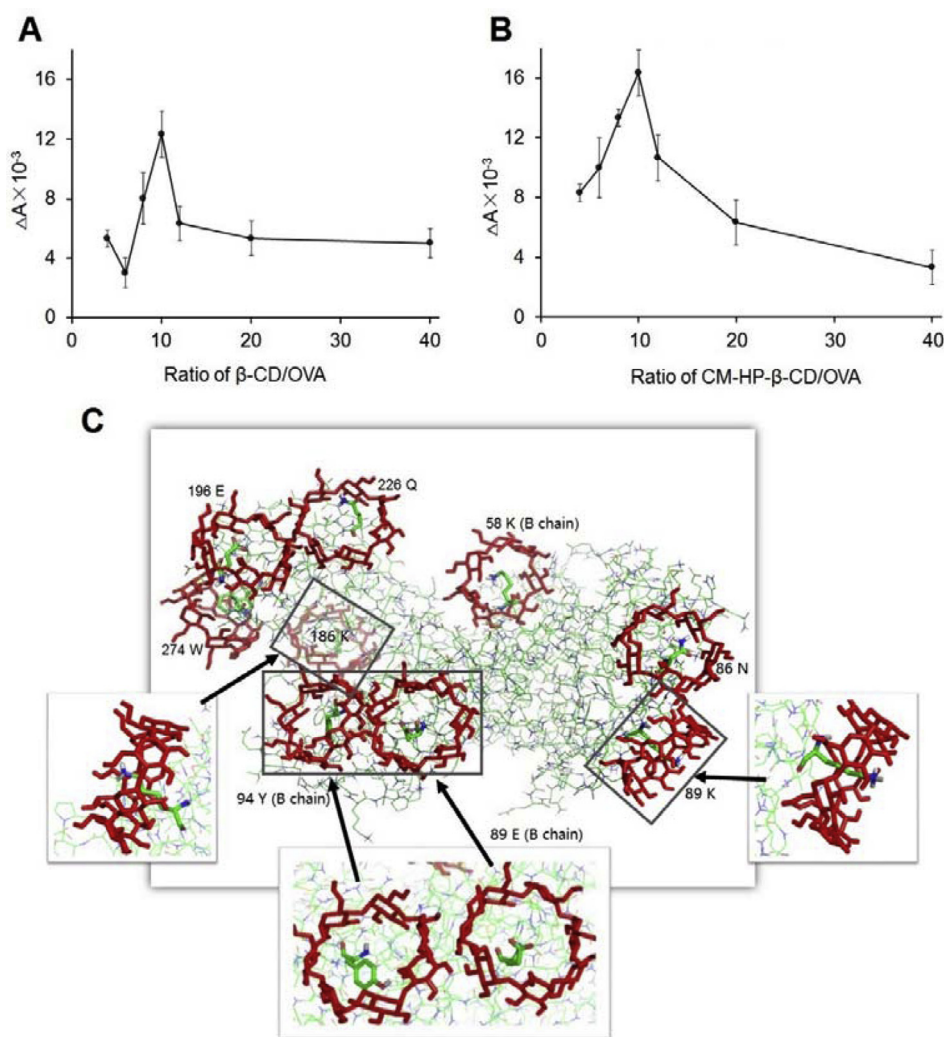 A
16
12
8
4
0
ΔA×10⁻³
0 10 20 30 40
Ratio of β-CD/OVA
B
16
12
8
4
0
ΔA×10⁻³
0 10 20 30 40
Ratio of CM-HP-β-CD/OVA
C
196 E
226 Q
58 K (B chain)
274 W
186 K
86 N
94 Y (B chain)
89 K
89 E (B chain)